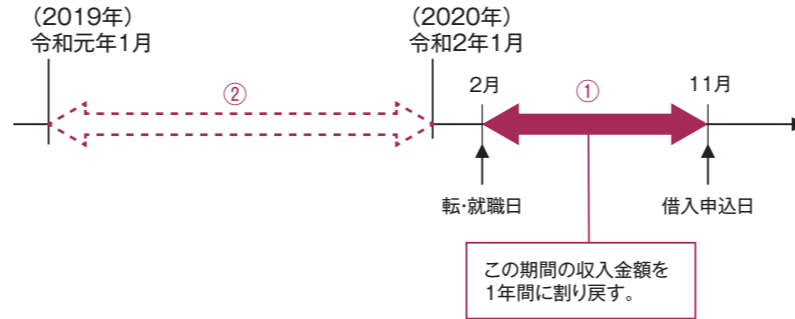 （2019年）
令和元年1月
（2020年）
令和2年1月
②
2月
①
11月
転・就職日
借入申込日
この期間の収入金額を
1年間に割り戻す。